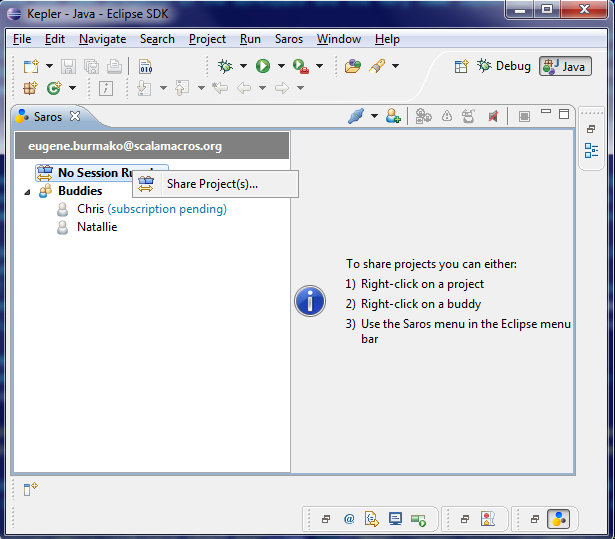 Kepler - Java - Eclipse SDK
File Edit Navigate Search Project Run Saros Window Help
010
Debug Java
Saros
eugene.burmako@scalamacros.org
No Session
Share Project(s)...
Buddies
Chris (subscription pending)
Natallie
To share projects you can either:
1) Right-click on a project
2) Right-click on a buddy
3) Use the Saros menu in the Eclipse menu
bar